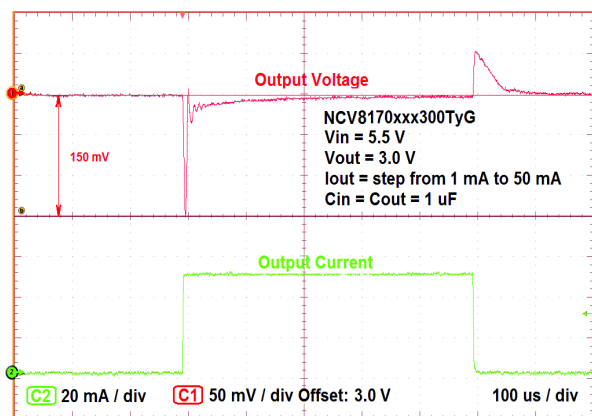 Output Voltage
NCV8170xxx300TyG
Vin = 5.5 V
Vout = 3.0 V
Iout = step from 1 mA to 50 mA
Cin = Cout = 1 uF
150 mV
Output Current
C2 20 mA / div C1 50 mV / div Offset: 3.0 V 100 us / div
1
a
b
2